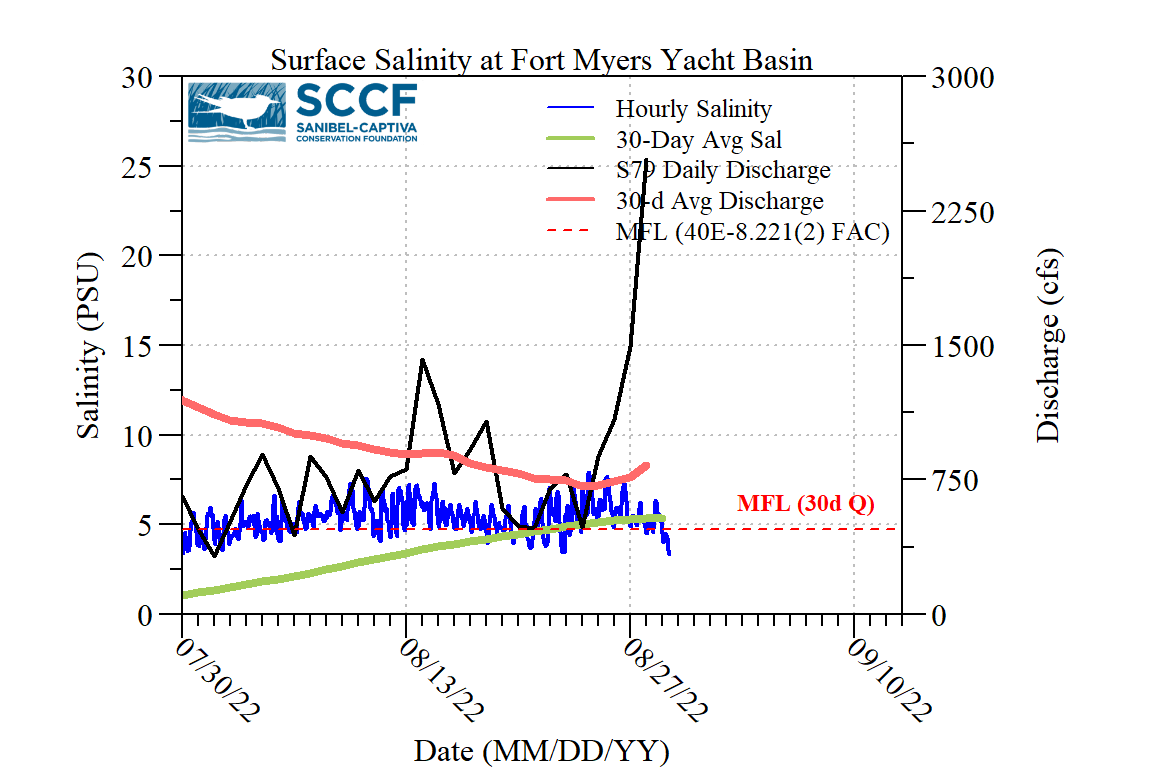 Surface Salinity at Fort Myers Yacht Basin
SCCF
SANIBEL-CAPTIVA
CONSERVATION FOUNDATION
Hourly Salinity
30-Day Avg Sal
S79 Daily Discharge
30-d Avg Discharge
MFL (40E-8.221(2) FAC)
MFL (30d Q)
Salinity (PSU)
30
25
20
15
10
5
0
Discharge (cfs)
3000
2250
1500
750
0
07/30/22
08/13/22
08/27/22
09/10/22
Date (MM/DD/YY)